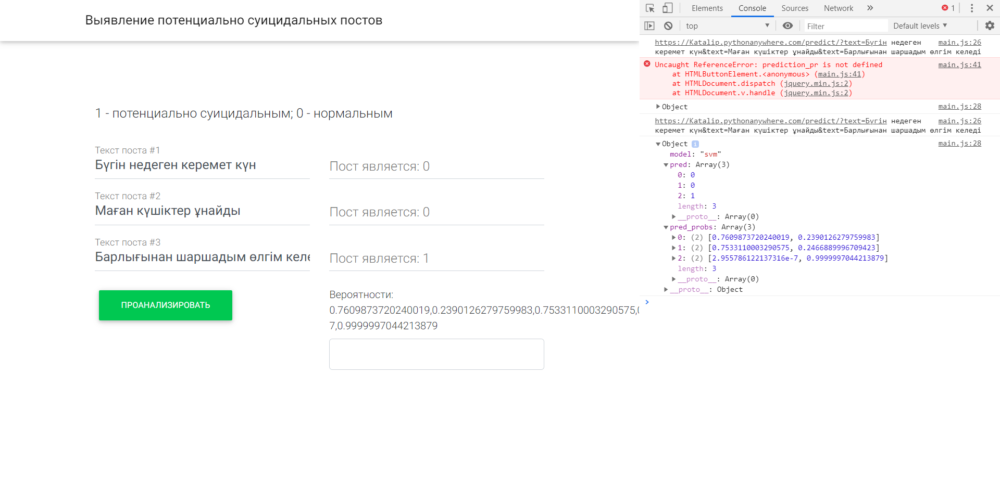 Выявление потенциально суицидальных постов
1 - потенциально суицидальным; 0 - нормальным
Текст поста #1
Бүгін недеген керемет күн
Пост является: 0
Текст поста #2
Маған күшіктер ұнайды
Пост является: 0
Текст поста #3
Барлығынан шаршадым өлгім келе
Пост является: 1
ПРОАНАЛИЗИРОВАТЬ
Вероятности:
0.7609873720240019,0.2390126279759983,0.7533110003290575,
7,0.9999997044213879
Elements Console Sources Network » 1
top Filter Default levels
https://Katalip.pythonanywhere.com/predict/?text=Бүгін недеген main.js:26
керемет күн&text=Маған күшіктер ұнайды&text=Барлығынан шаршадым өлгім келеді
Uncaught ReferenceError: prediction_pr is not defined main.js:41
at HTMLButtonElement.<anonymous> (main.js:41)
at HTMLDocument.dispatch (jquery.min.js:2)
at HTMLDocument.v.handle (jquery.min.js:2)
Object main.js:28
https://Katalip.pythonanywhere.com/predict/?text=Бүгін недеген main.js:26
керемет күн&text=Маған күшіктер ұнайды&text=Барлығынан шаршадым өлгім келеді
Object i main.js:28
model: "svm"
pred: Array(3)
0: 0
1: 0
2: 1
length: 3
__proto__: Array(0)
pred_probs: Array(3)
0: (2) [0.7609873720240019, 0.2390126279759983]
1: (2) [0.7533110003290575, 0.2466889996709423]
2: (2) [2.955786122137316e-7, 0.9999997044213879]
length: 3
__proto__: Array(0)
__proto__: Object